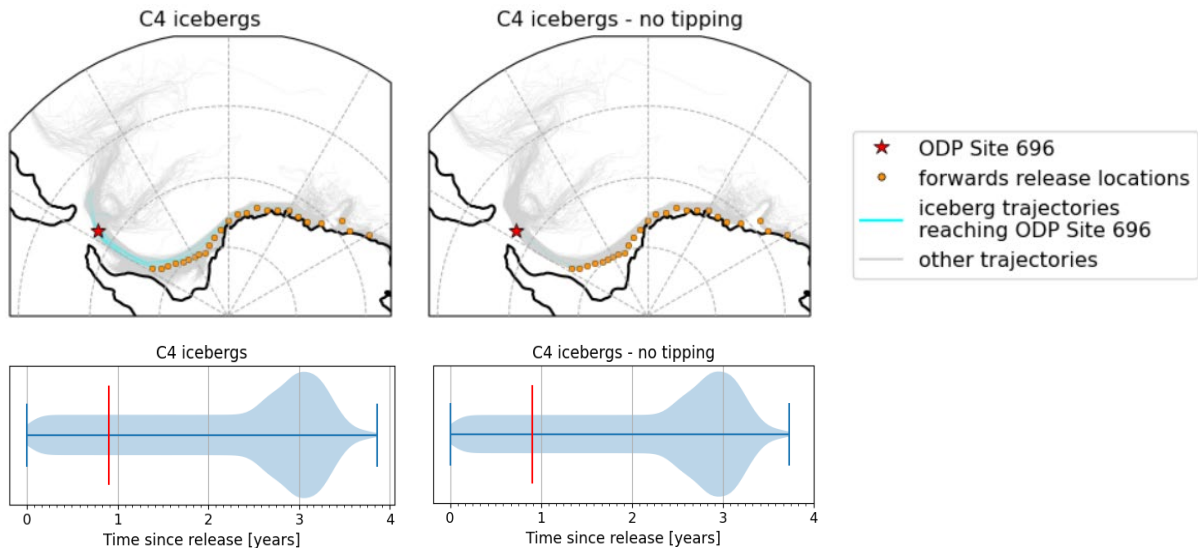 C4 icebergs
C4 icebergs - no tipping
ODP Site 696
forwards release locations
iceberg trajectories
reaching ODP Site 696
other trajectories
C4 icebergs
0 1 2 3 4
Time since release [years]
C4 icebergs - no tipping
0 1 2 3 4
Time since release [years]